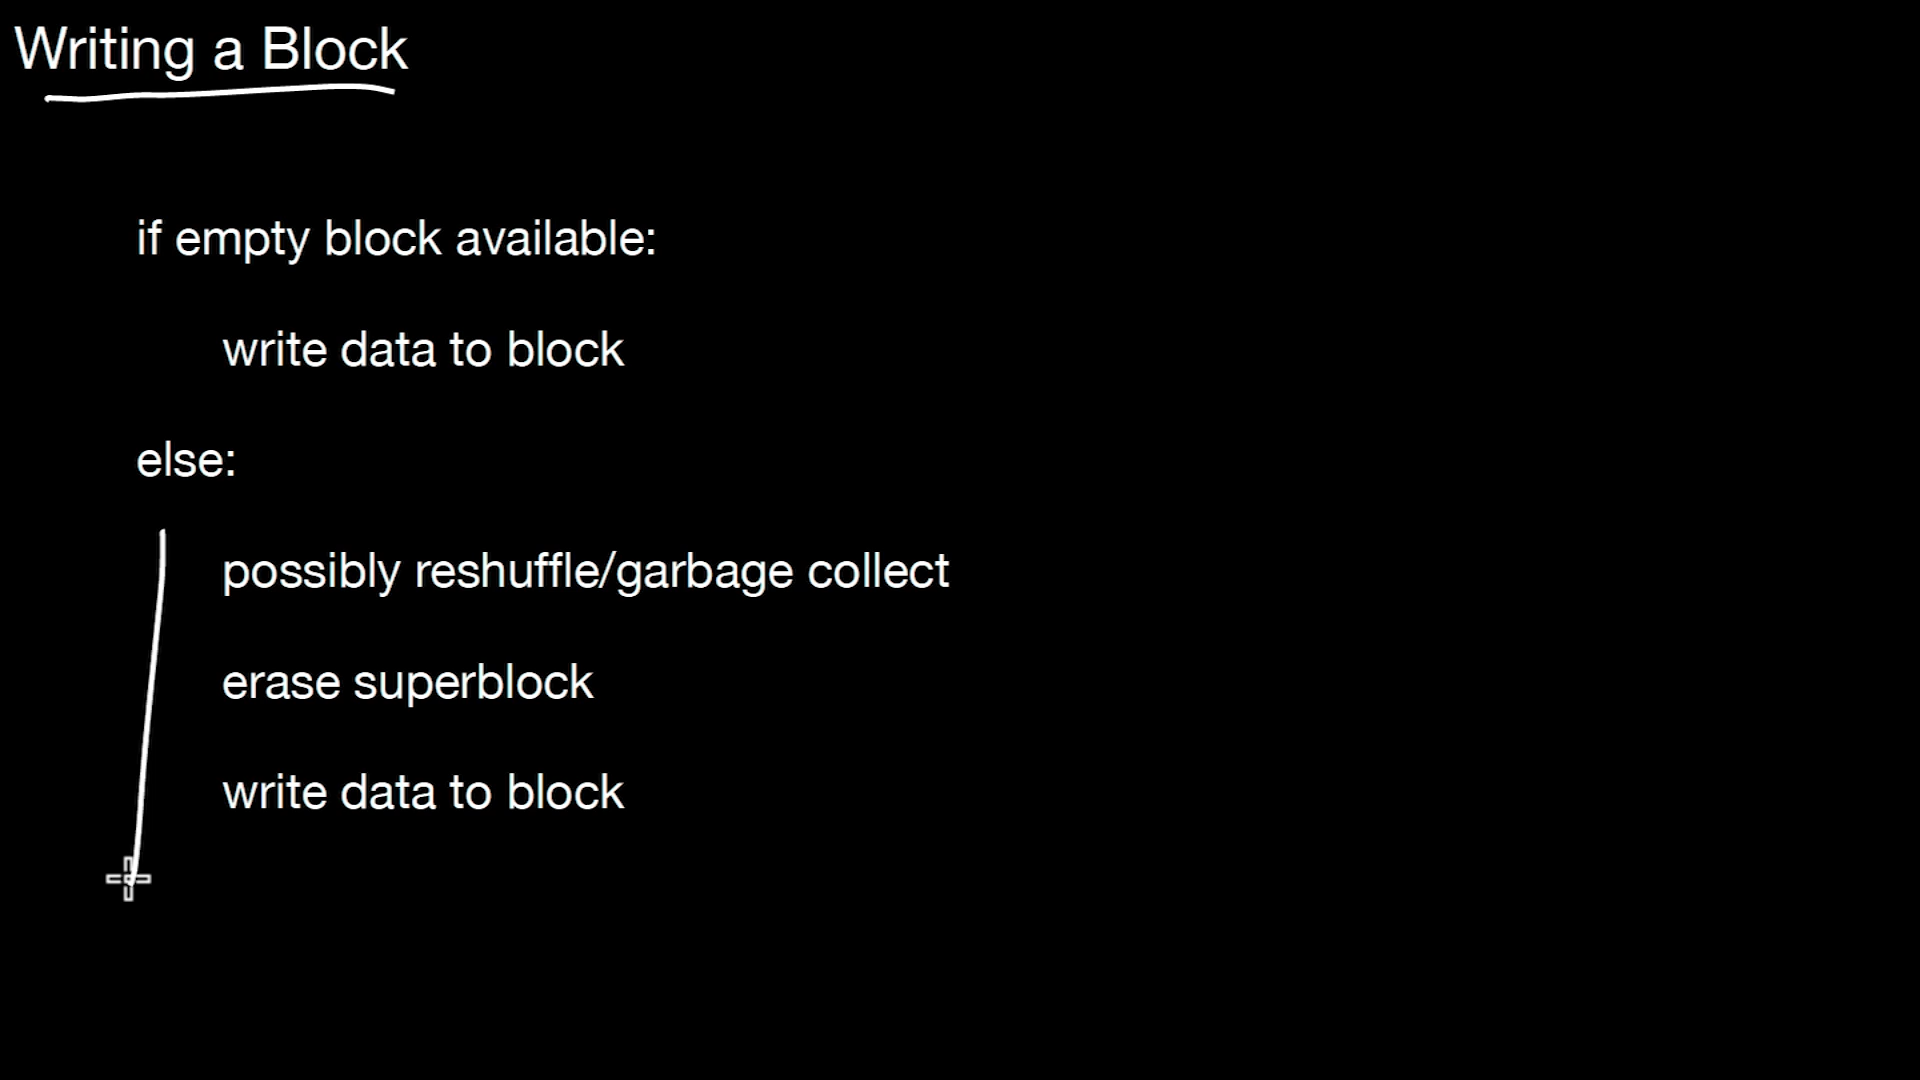 Writing a Block
if empty block available:
write data to block
else:
possibly reshuffle/garbage collect
erase superblock
write data to block